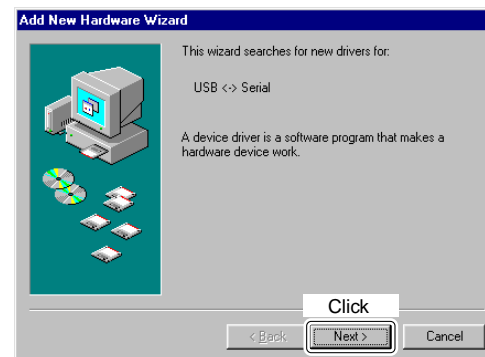 Add New Hardware Wizard
This wizard searches for new drivers for:
USB <-> Serial
A device driver is a software program that makes a
hardware device work.
Click
< Back
Next >
Cancel